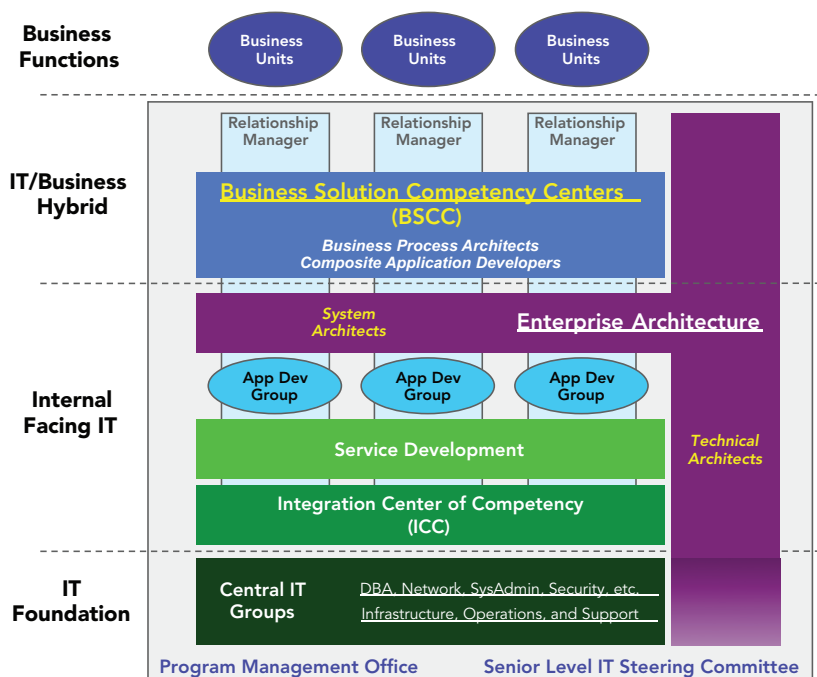 Business
Functions
Business
Units
Business
Units
Business
Units
IT/Business
Hybrid
Relationship
Manager
Relationship
Manager
Relationship
Manager
Business Solution Competency Centers
(BSCC)
Business Process Architects
Composite Application Developers
Internal
Facing IT
System
Architects
Enterprise Architecture
App Dev
Group
App Dev
Group
App Dev
Group
Service Development
Technical
Architects
Integration Center of Competency
(ICC)
IT
Foundation
Central IT
Groups
DBA, Network, SysAdmin, Security, etc.
Infrastructure, Operations, and Support
Program Management Office
Senior Level IT Steering Committee